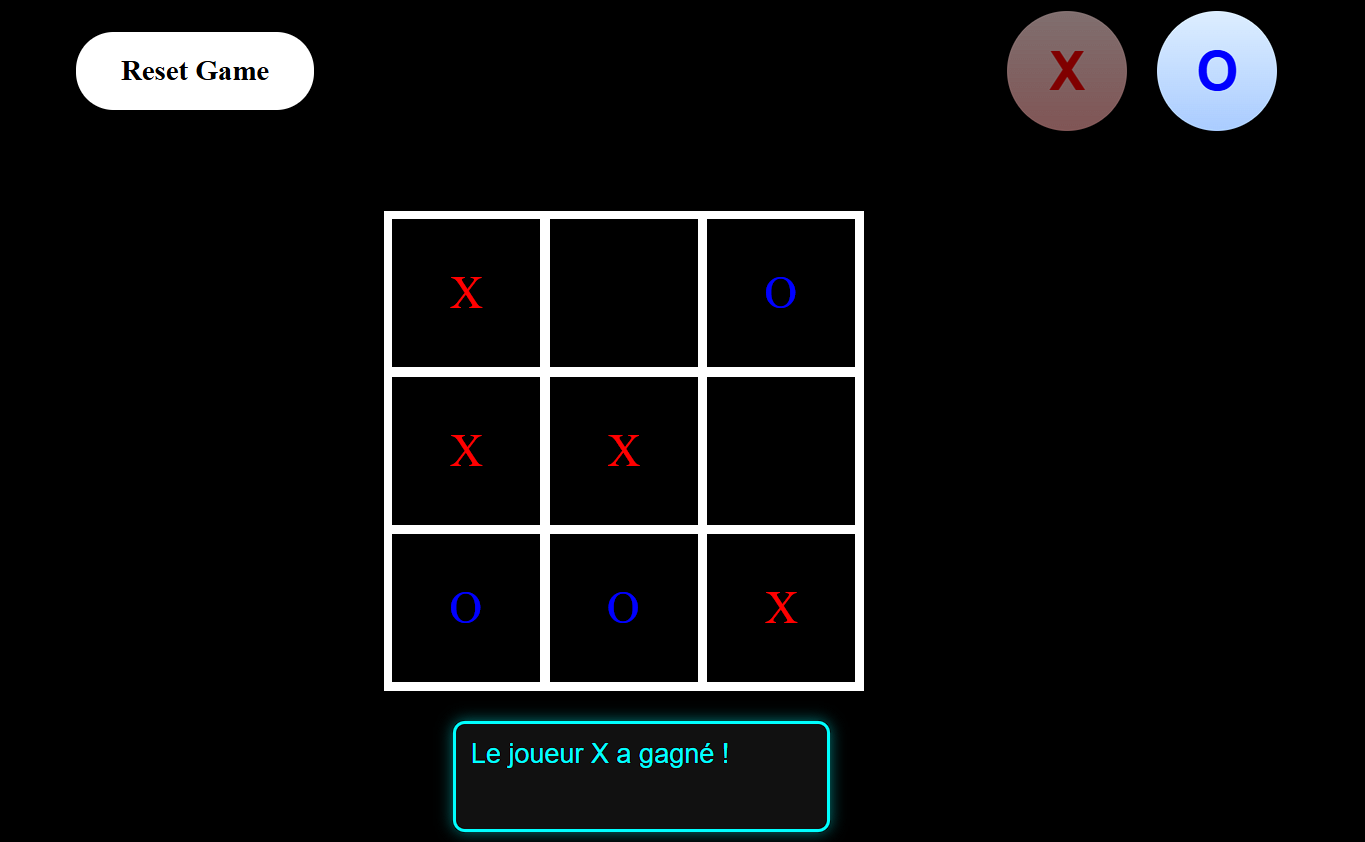 Reset Game
X O
X O
X X
O O X
Le joueur X a gagné !